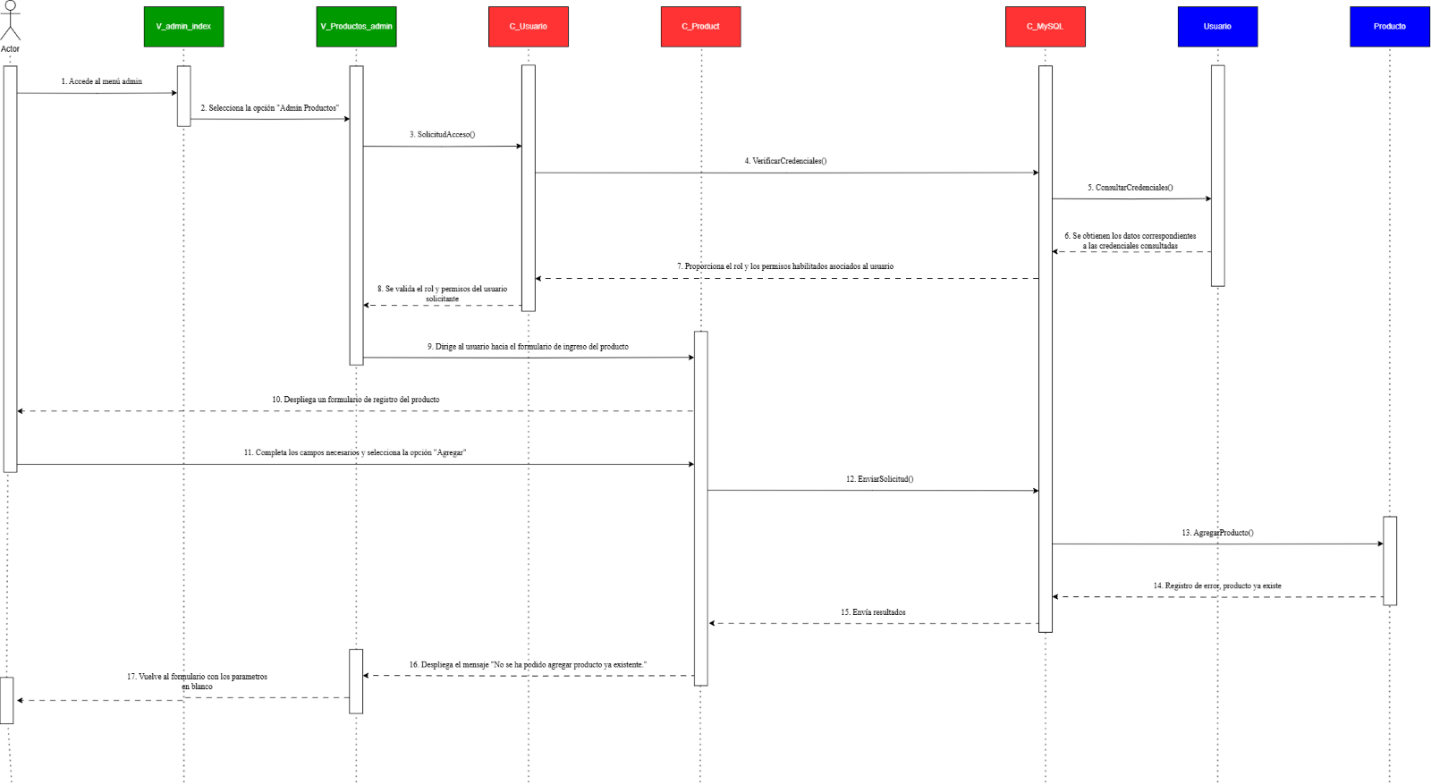 Actor
V_admin_index
V_Productos_admin
C_Usuario
C_Product
C_MySQL
Usuario
Producto
1. Accede al menú admin
2. Selecciona la opción "Admin Productos"
3. SolicitudAcceso()
4. VerificarCredenciales()
5. ConsultarCredenciales()
6. Se obtienen los datos correspondientes
a las credenciales consultadas
7. Proporciona el rol y los permisos habilitados asociados al usuario
8. Se valida el rol y permisos del usuario
solicitante
9. Dirige al usuario hacia el formulario de ingreso del producto
10. Despliega un formulario de registro del producto
11. Completa los campos necesarios y selecciona la opción "Agregar"
12. EnviarSolicitud()
13. AgregarProducto()
14. Registro de error, producto ya existe
15. Envía resultados
16. Despliega el mensaje "No se ha podido agregar producto ya existente."
17. Vuelve al formulario con los parametros
en blanco